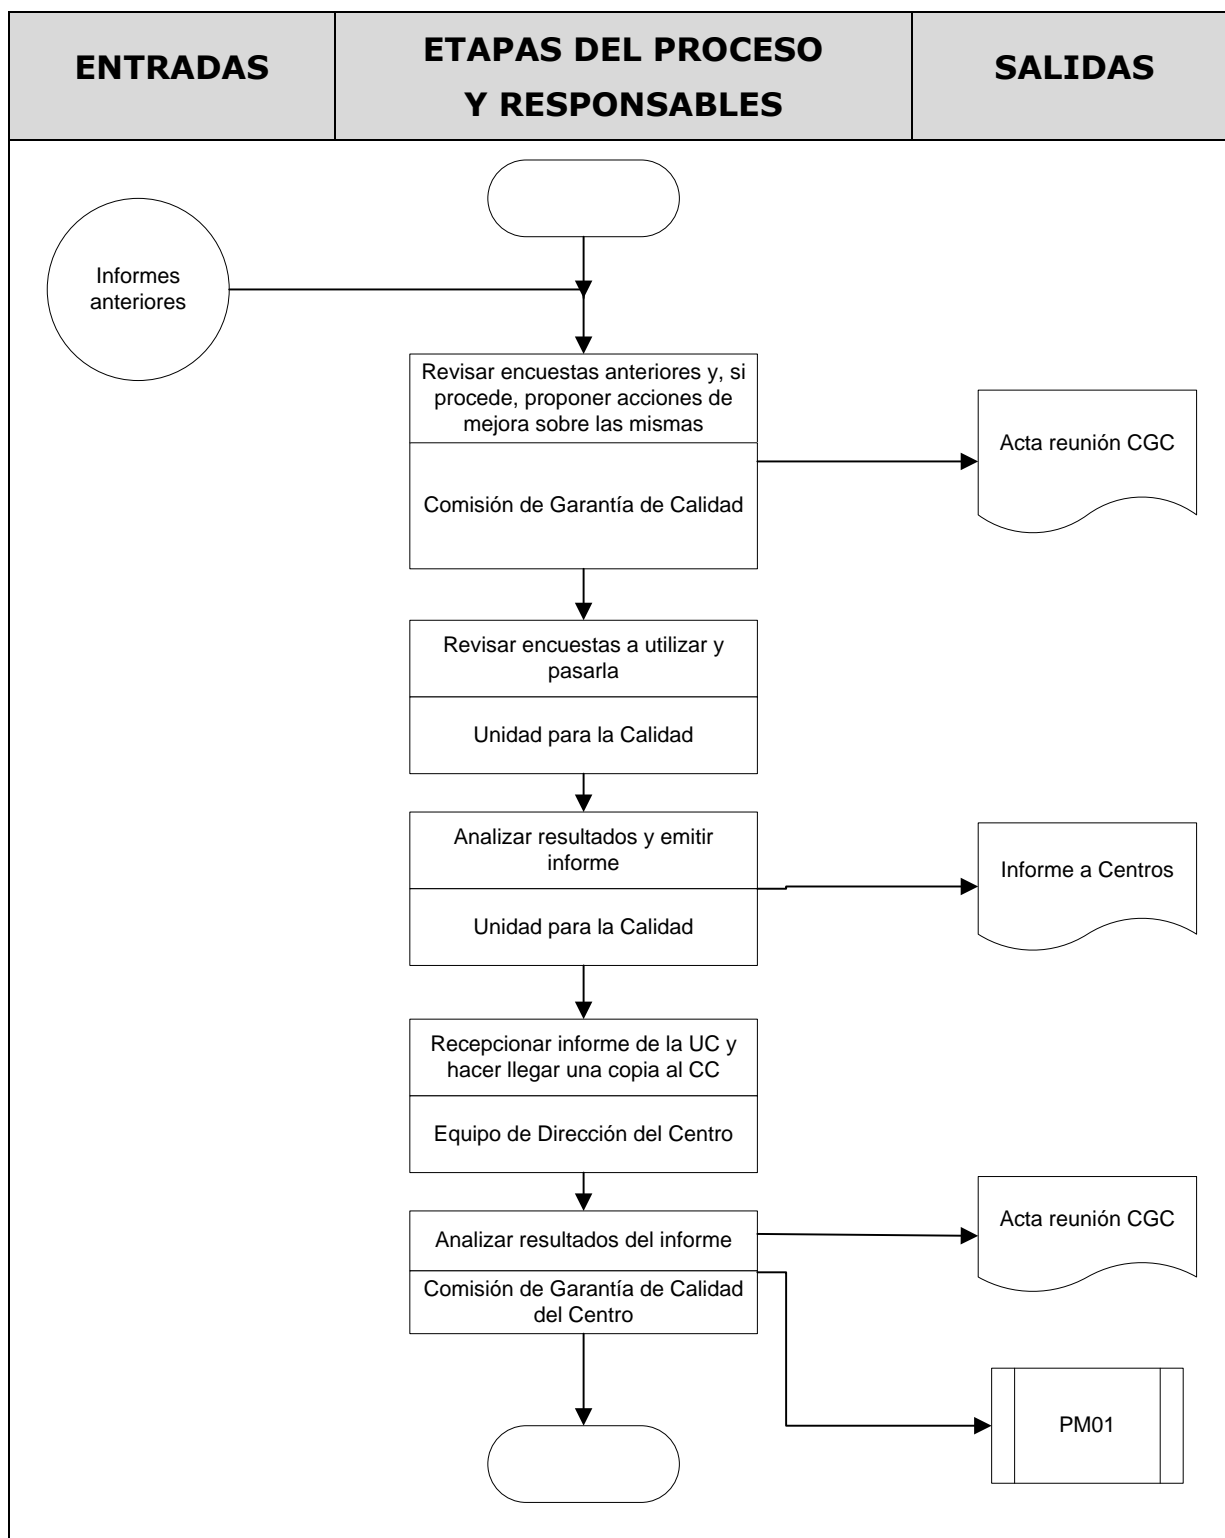 ENTRADAS
ETAPAS DEL PROCESO
Y RESPONSABLES
SALIDAS
Informes
anteriores
Revisar encuestas anteriores y, si
procede, proponer acciones de
mejora sobre las mismas
Comisión de Garantía de Calidad
Acta reunión CGC
Revisar encuestas a utilizar y
pasarla
Unidad para la Calidad
Analizar resultados y emitir
informe
Unidad para la Calidad
Informe a Centros
Recepcionar informe de la UC y
hacer llegar una copia al CC
Equipo de Dirección del Centro
Analizar resultados del informe
Comisión de Garantía de Calidad
del Centro
Acta reunión CGC
PM01